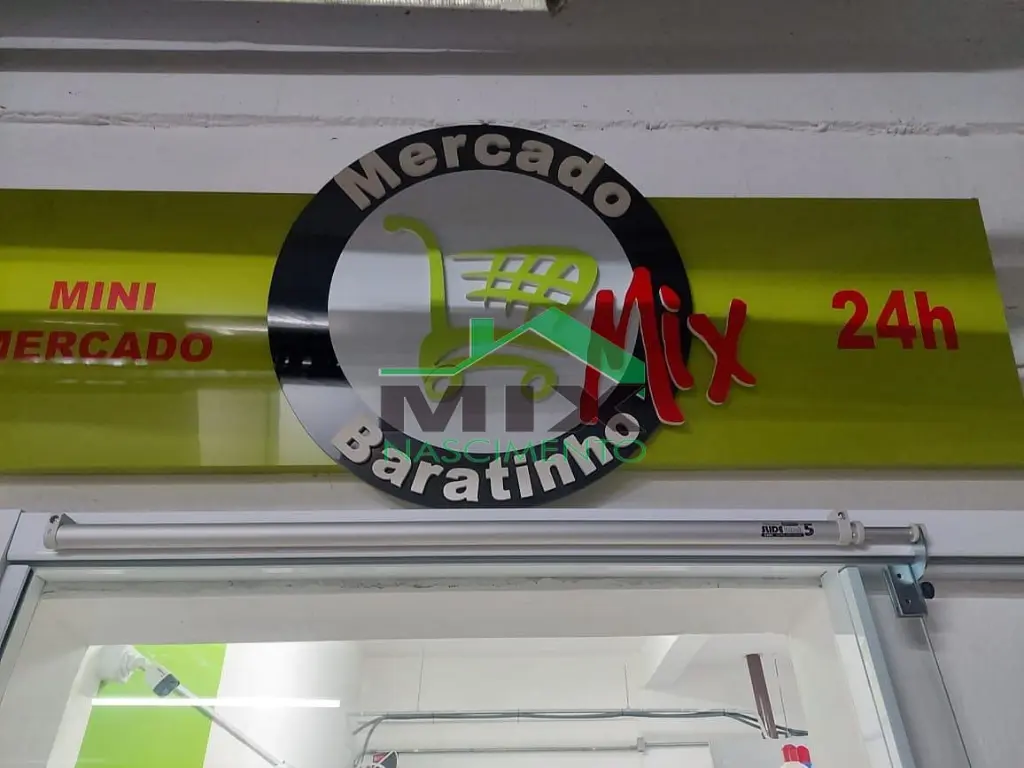 Mercado
Mix
Baratinho
MINI
MERCADO
24h
MIX
NASCIMENTO